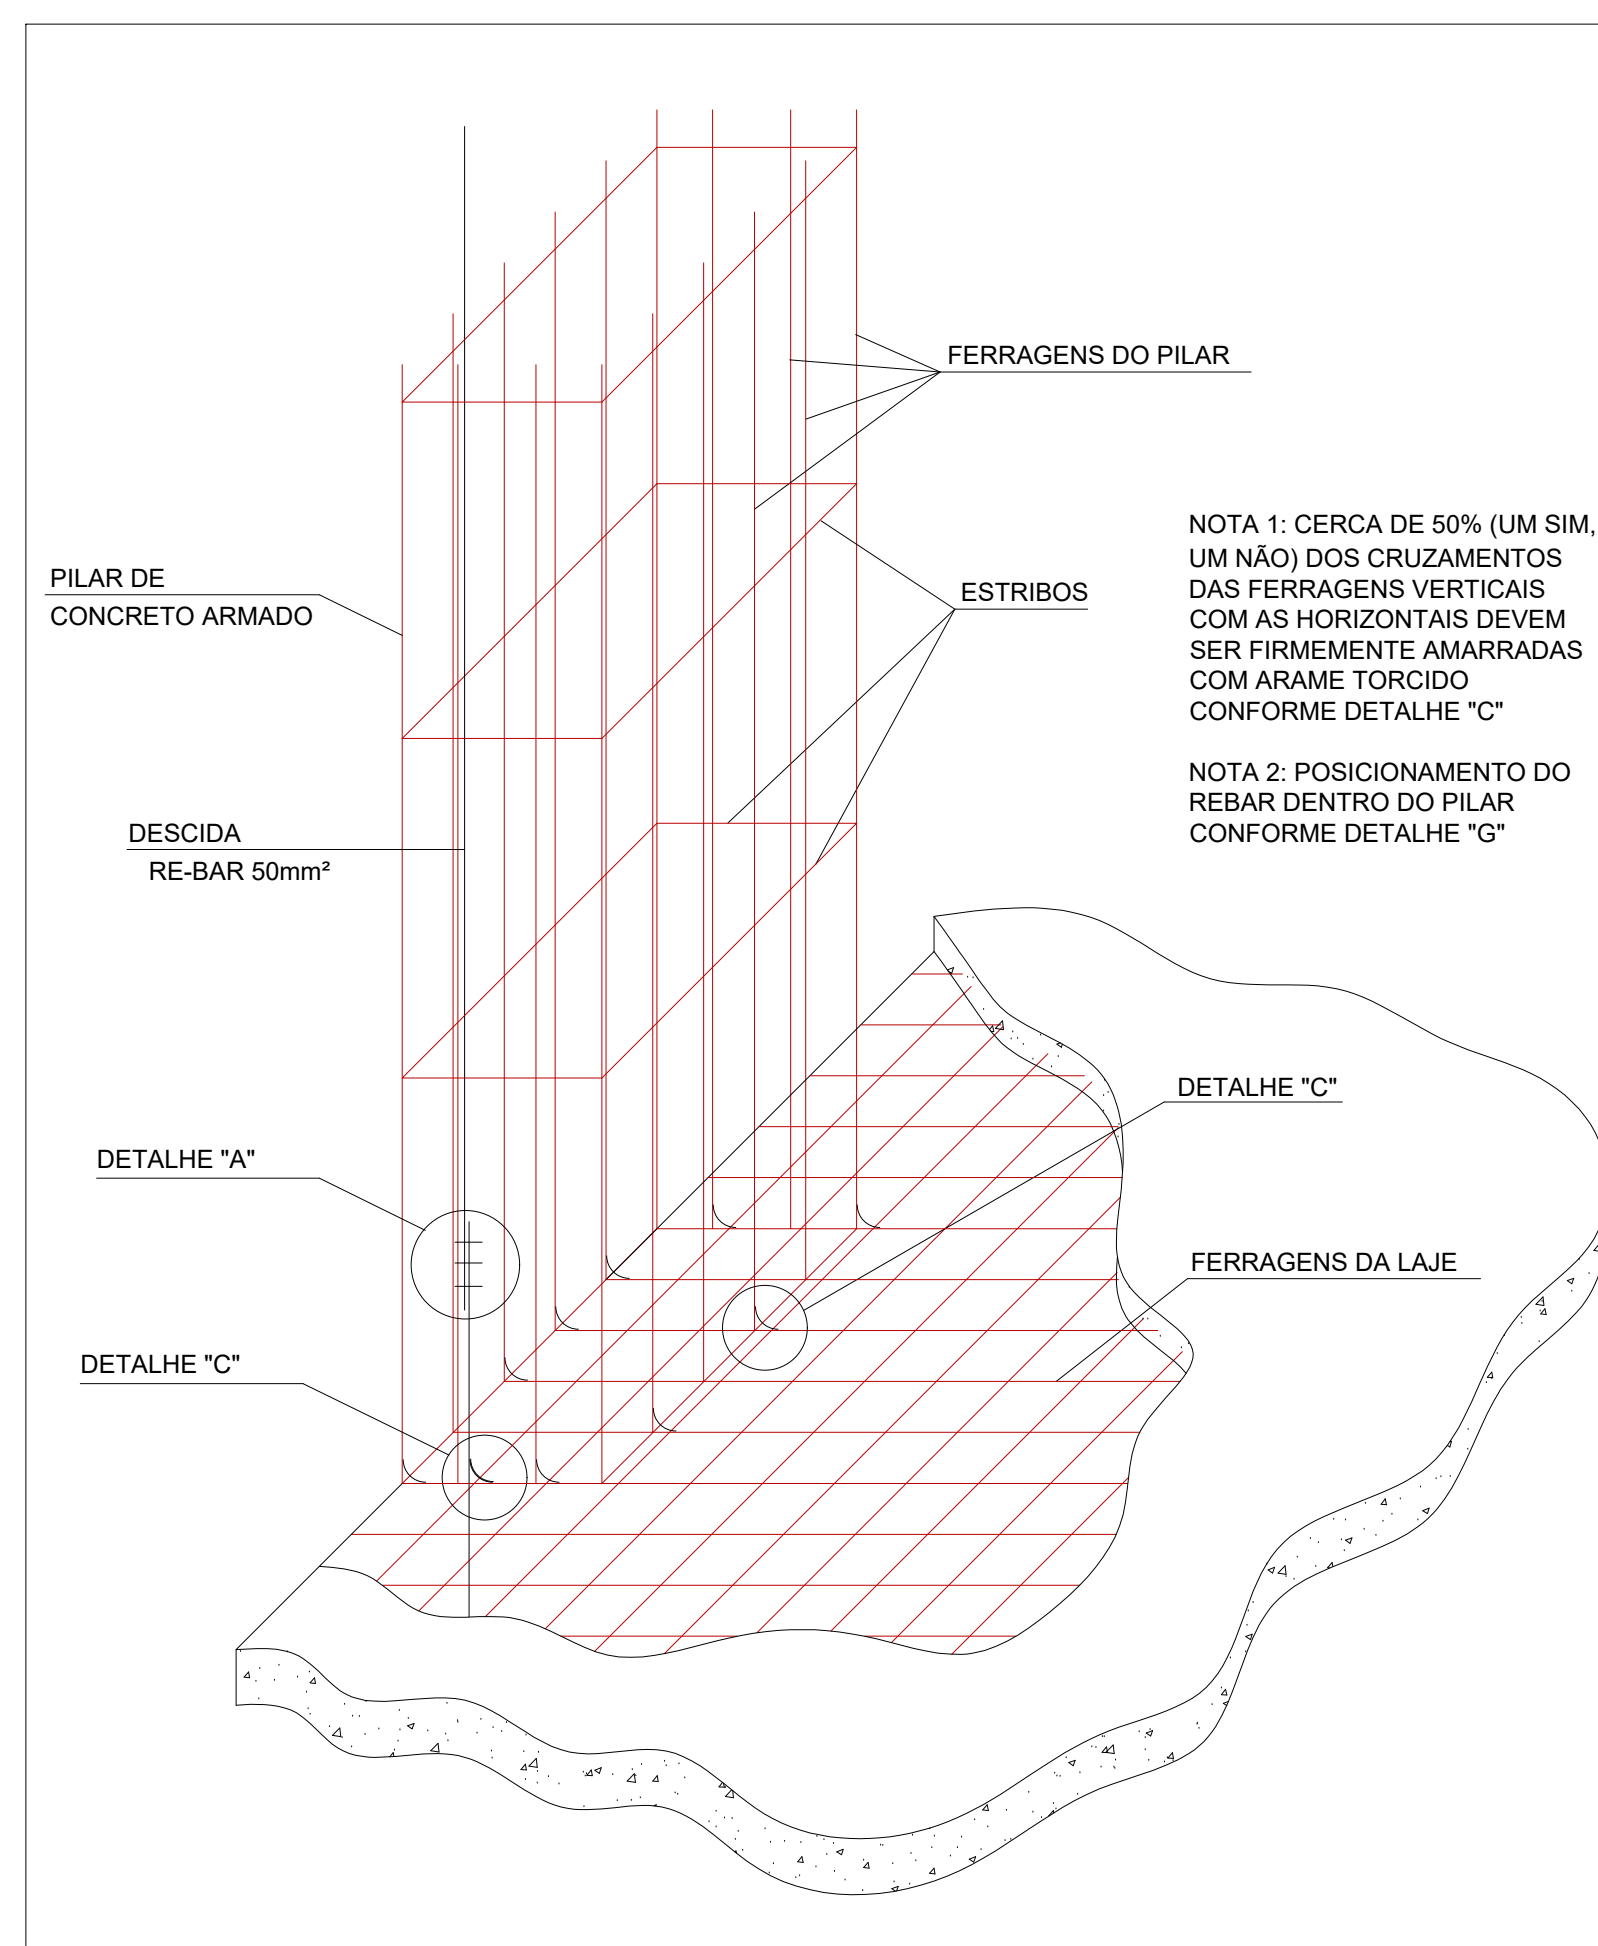 FERRAGENS DO PILAR
NOTA 1: CERCA DE 50% (UM SIM,
UM NÃO) DOS CRUZAMENTOS
DAS FERRAGENS VERTICAIS
COM AS HORIZONTAIS DEVEM
SER FIRMEMENTE AMARRADAS
COM ARAME TORCIDO
CONFORME DETALHE "C"
PILAR DE
CONCRETO ARMADO
ESTRIBOS
NOTA 2: POSICIONAMENTO DO
REBAR DENTRO DO PILAR
CONFORME DETALHE "G"
DESCIDA
RE-BAR 50mm²
DETALHE "C"
DETALHE "A"
FERRAGENS DA LAJE
DETALHE "C"